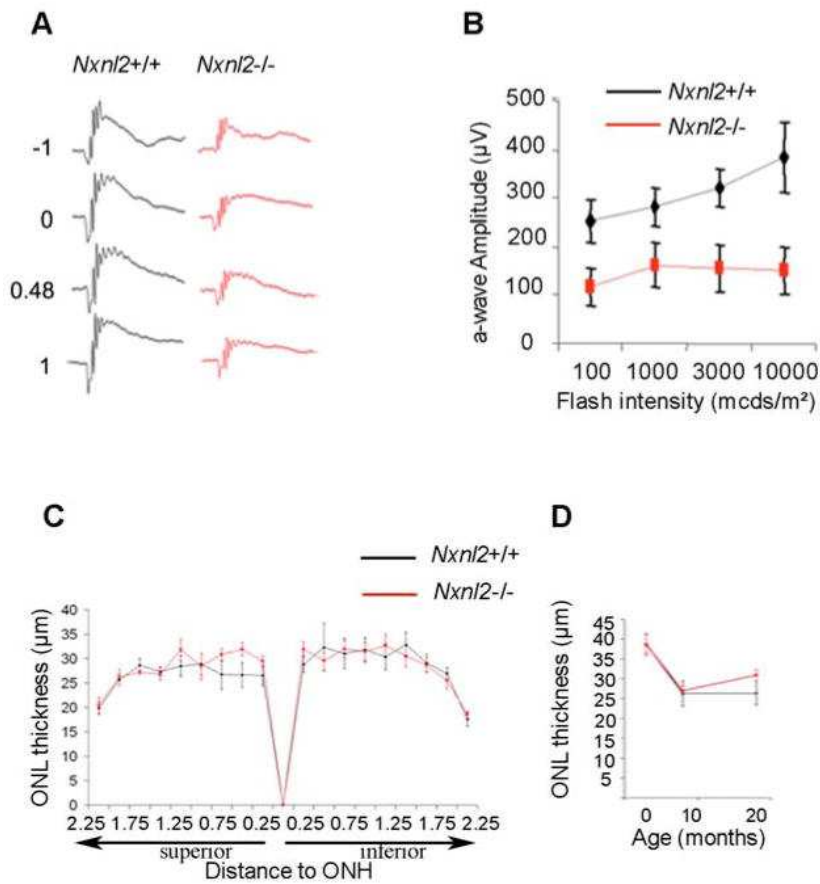 A
Nxnl2+/+ Nxnl2-/-
-1
0
0.48
1
B
Nxnl2+/+
Nxnl2-/-
a-wave Amplitude (µV)
500
400
300
200
100
0
100 1000 3000 10000
Flash intensity (mcds/m²)
C
Nxnl2+/+
Nxnl2-/-
ONL thickness (µm)
40
35
30
25
20
15
10
5
0
2.25 1.75 1.25 0.75 0.25 0.25 0.75 1.25 1.75 2.25
superior inferior
Distance to ONH
D
ONL thickness (µm)
45
40
35
30
25
20
15
10
5
0 10 20
Age (months)